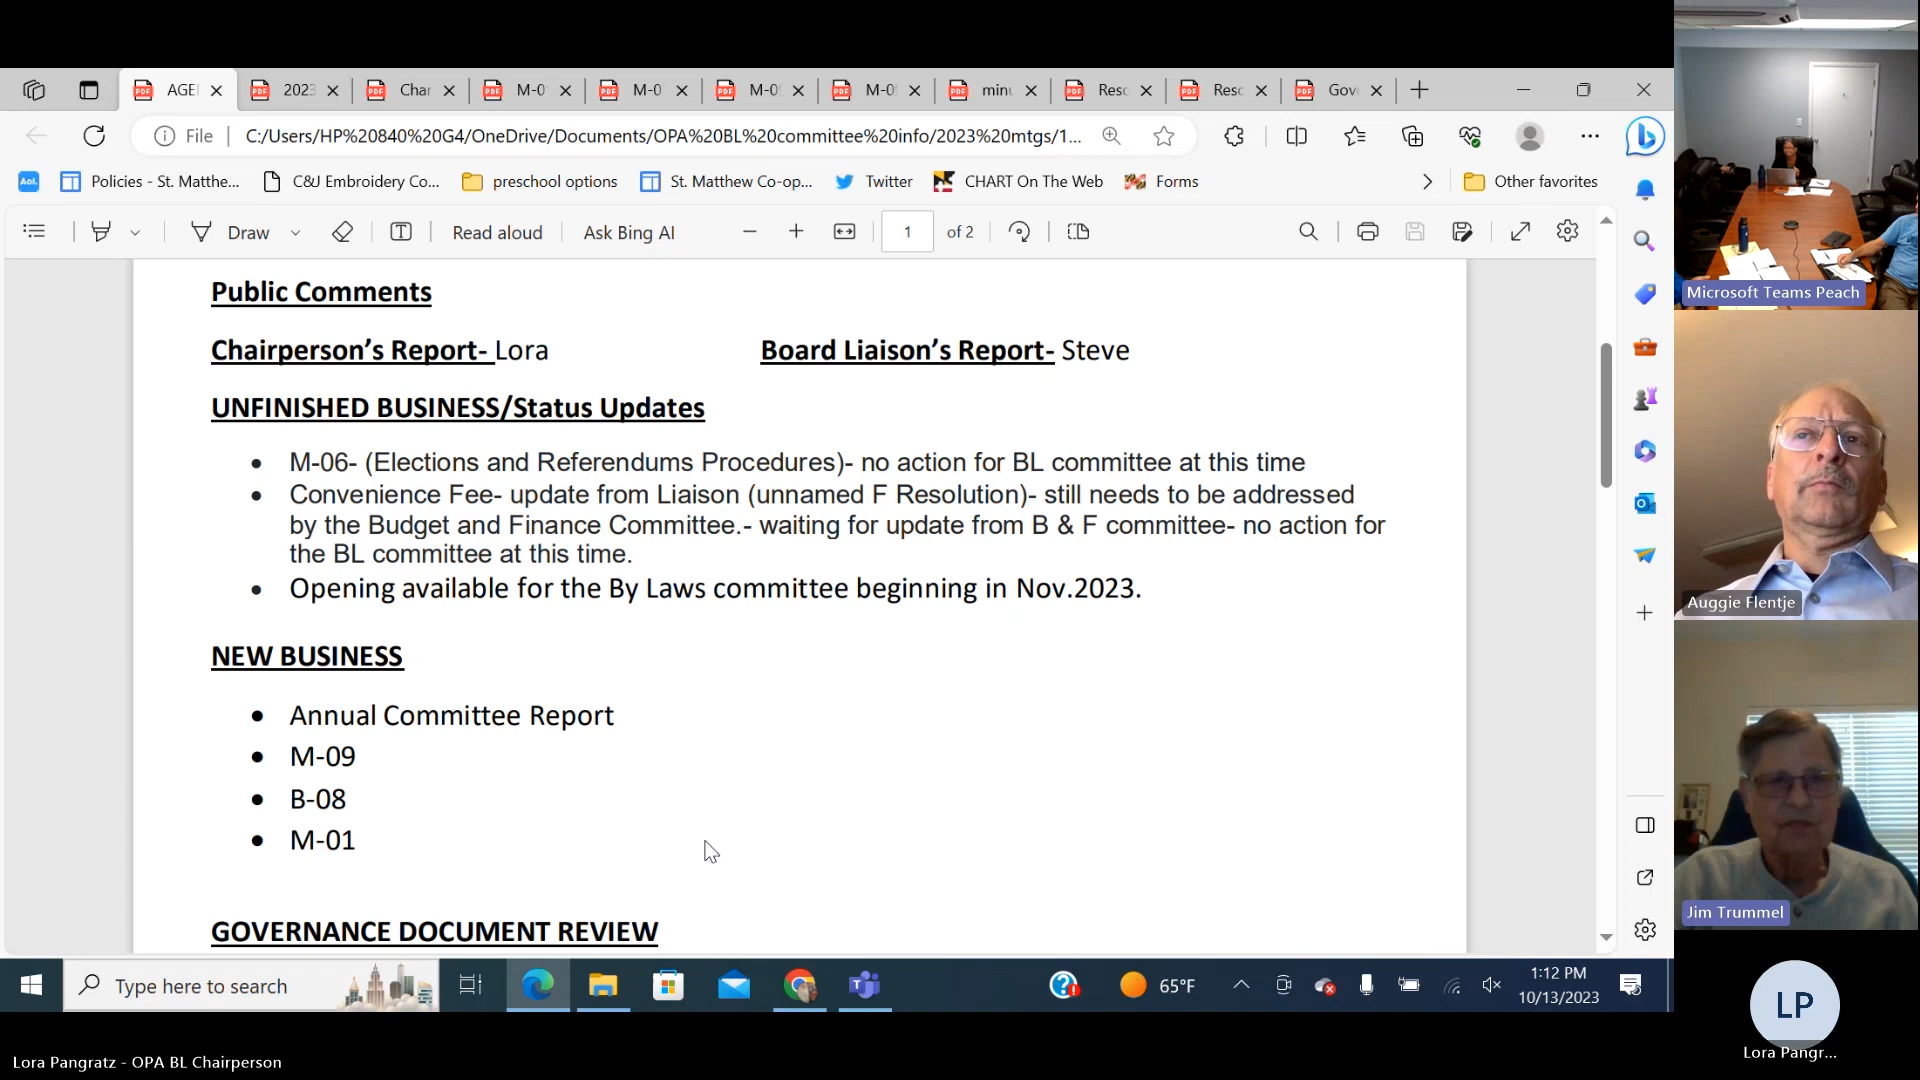 AGEI
2023
Char
M-0
M-0
M-0
M-0
minu
Reso
Reso
Gove
File
C:/Users/HP%20840%20G4/OneDrive/Documents/OPA%20BL%20committee%20info/2023%20mtgs/1...
Aol.
Policies - St. Matthe...
C&J Embroidery Co...
preschool options
St. Matthew Co-op...
Twitter
CHART On The Web
Forms
Other favorites
Draw
Read aloud
Ask Bing AI
1
of 2
Public Comments
Chairperson's Report- Lora
Board Liaison's Report- Steve
UNFINISHED BUSINESS/Status Updates
• M-06- (Elections and Referendums Procedures)- no action for BL committee at this time
• Convenience Fee- update from Liaison (unnamed F Resolution)- still needs to be addressed
by the Budget and Finance Committee.- waiting for update from B & F committee- no action for
the BL committee at this time.
• Opening available for the By Laws committee beginning in Nov.2023.
NEW BUSINESS
• Annual Committee Report
• M-09
• B-08
• M-01
GOVERNANCE DOCUMENT REVIEW
Type here to search
65°F
1:12 PM
10/13/2023
Microsoft Teams Peach
Auggie Flentje
Jim Trummel
LP
Lora Pangr...
Lora Pangratz - OPA BL Chairperson